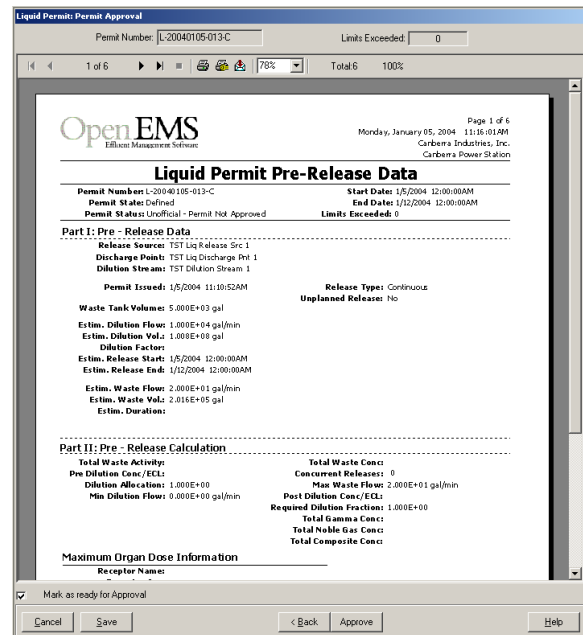 Liquid Permit: Permit Approval
Permit Number: L-20040105-013-C Limits Exceeded: 0
1 of 6 78% Total:6 100%
Open EMS
Effluent Management Software
Page 1 of 6
Monday, January 05, 2004 11:16:01AM
Canberra Industries, Inc.
Canberra Power Station
Liquid Permit Pre-Release Data
Permit Number: L-20040105-013-C Start Date: 1/5/2004 12:00:00AM
Permit State: Defined End Date: 1/12/2004 12:00:00AM
Permit Status: Unofficial - Permit Not Approved Limits Exceeded: 0
Part I: Pre - Release Data
Release Source: TST Liq Release Src 1
Discharge Point: TST Liq Discharge Pnt 1
Dilution Stream: TST Dilution Stream 1
Permit Issued: 1/5/2004 11:10:52AM Release Type: Continuous
Unplanned Release: No
Waste Tank Volume: 5.000E+03 gal
Estim. Dilution Flow: 1.000E+04 gal/min
Estim. Dilution Vol.: 1.008E+08 gal
Dilution Factor:
Estim. Release Start: 1/5/2004 12:00:00AM
Estim. Release End: 1/12/2004 12:00:00AM
Estim. Waste Flow: 2.000E+01 gal/min
Estim. Waste Vol.: 2.016E+05 gal
Estim. Duration:
Part II: Pre - Release Calculation
Total Waste Activity: Total Waste Conc:
Pre Dilution Conc/ECL: Concurrent Releases: 0
Dilution Allocation: 1.000E+00 Max Waste Flow: 2.000E+01 gal/min
Min Dilution Flow: 0.000E+00 gal/min Post Dilution Conc/ECL:
Required Dilution Fraction: 1.000E+00
Total Gamma Conc:
Total Noble Gas Conc:
Total Composite Conc:
Maximum Organ Dose Information
Receptor Name:
Mark as ready for Approval
Cancel Save < Back Approve Help